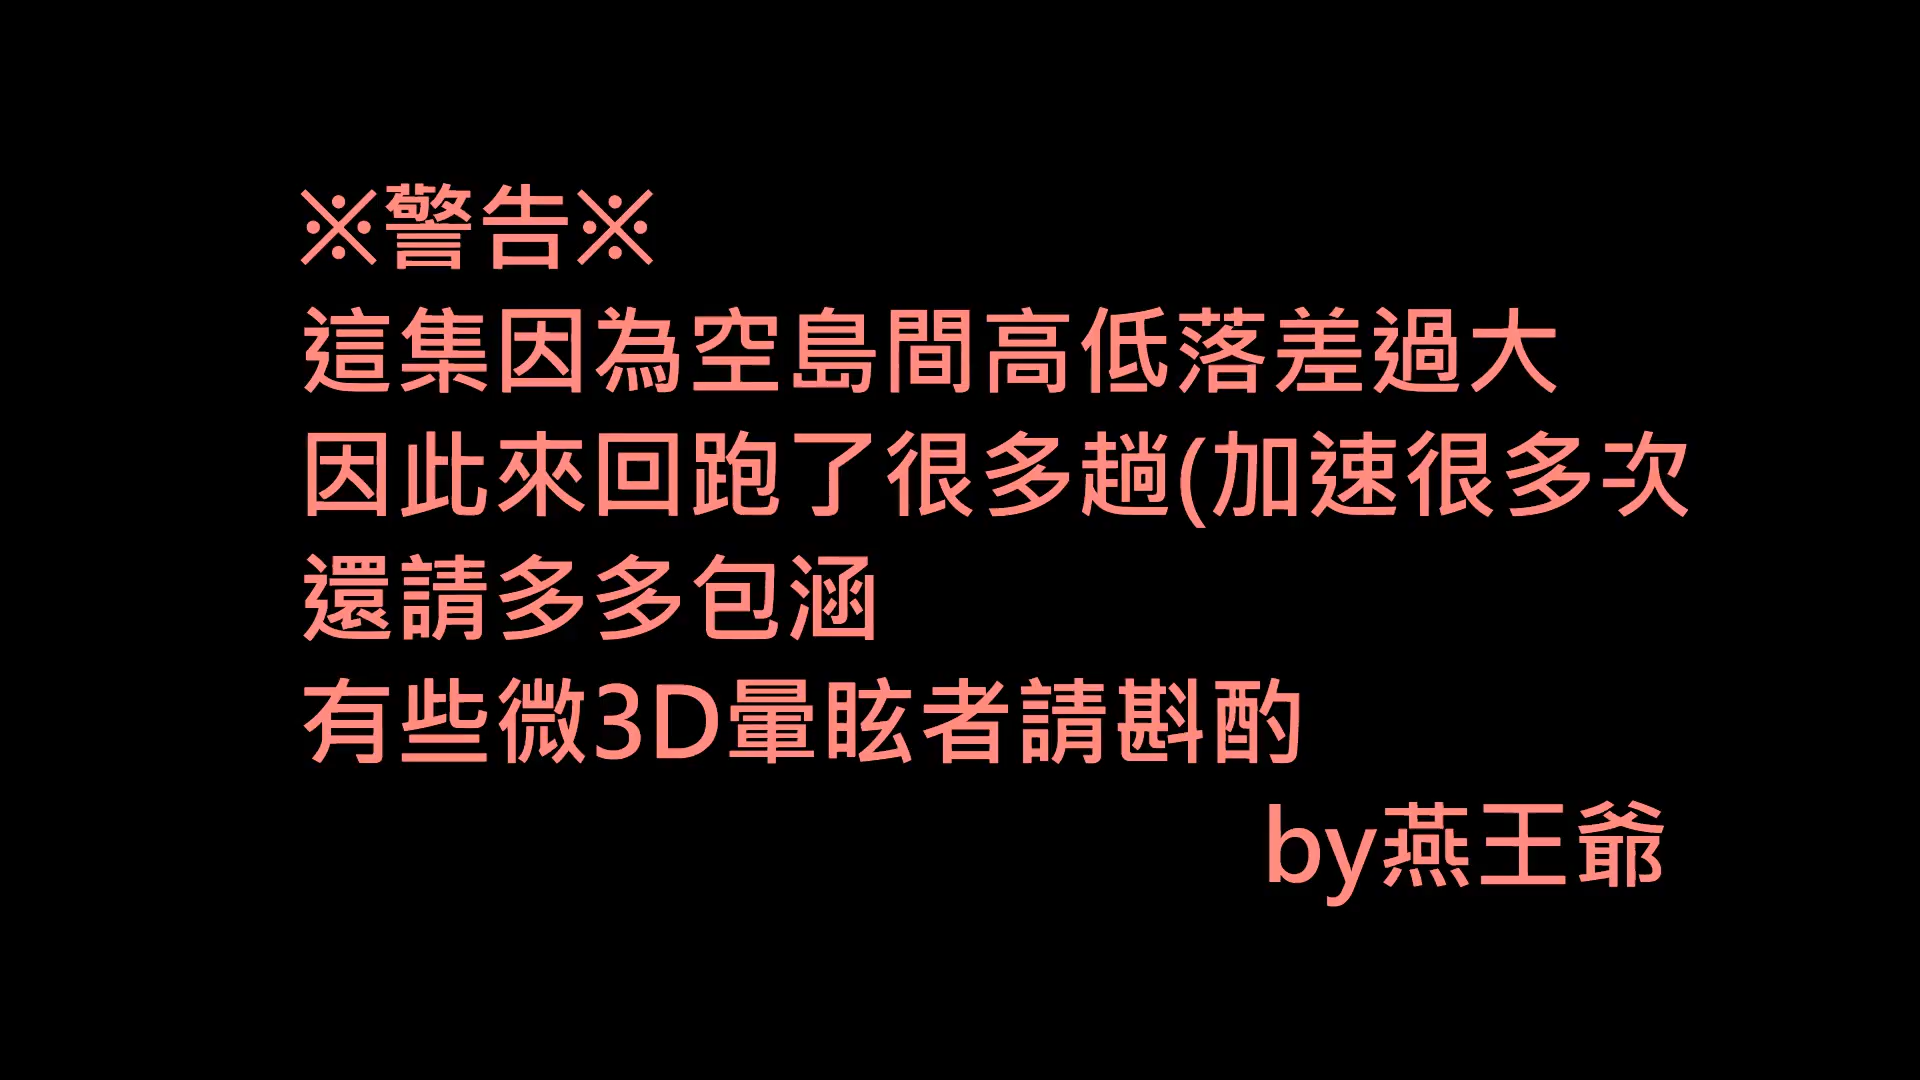 ※警告※
這集因為空島間高低落差過大
因此來回跑了很多趟(加速很多次
還請多多包涵
有些微3D暈眩者請斟酌
by燕王爺